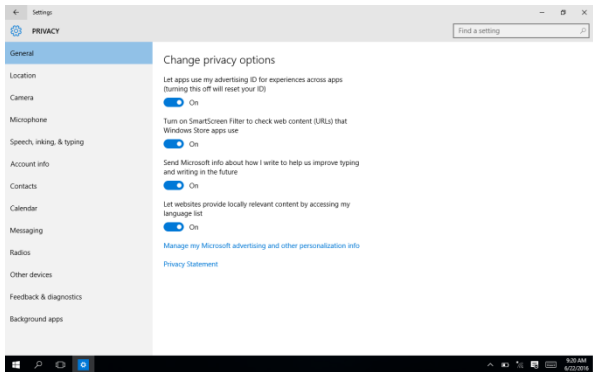 Settings
PRIVACY
Find a setting
General
Location
Camera
Microphone
Speech, inking, & typing
Account info
Contacts
Calendar
Messaging
Radios
Other devices
Feedback & diagnostics
Background apps
Change privacy options
Let apps use my advertising ID for experiences across apps
(turning this off will reset your ID)
On
Turn on SmartScreen Filter to check web content (URLs) that
Windows Store apps use
On
Send Microsoft info about how I write to help us improve typing
and writing in the future
On
Let websites provide locally relevant content by accessing my
language list
On
Manage my Microsoft advertising and other personalization info
Privacy Statement
9:20 AM
6/22/2016